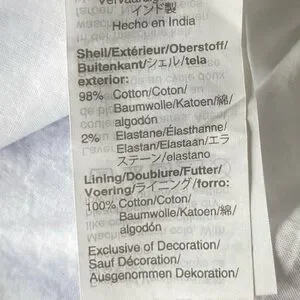 インド製
Hecho en India
Shell/Extérieur/Oberstoff/
Buitenkant/シェル/tela
exterior:
98% Cotton/Coton/
Baumwolle/Katoen/綿/
algodón
2% Elastane/Élasthanne/
Elastan/Elastaan/エラ
ステーン/elastano
Lining/Doublure/Futter/
Voering/ライニング/forro:
100% Cotton/Coton/
Baumwolle/Katoen/綿/
algodón
Exclusive of Decoration/
Sauf Décoration/
Ausgenommen Dekoration/